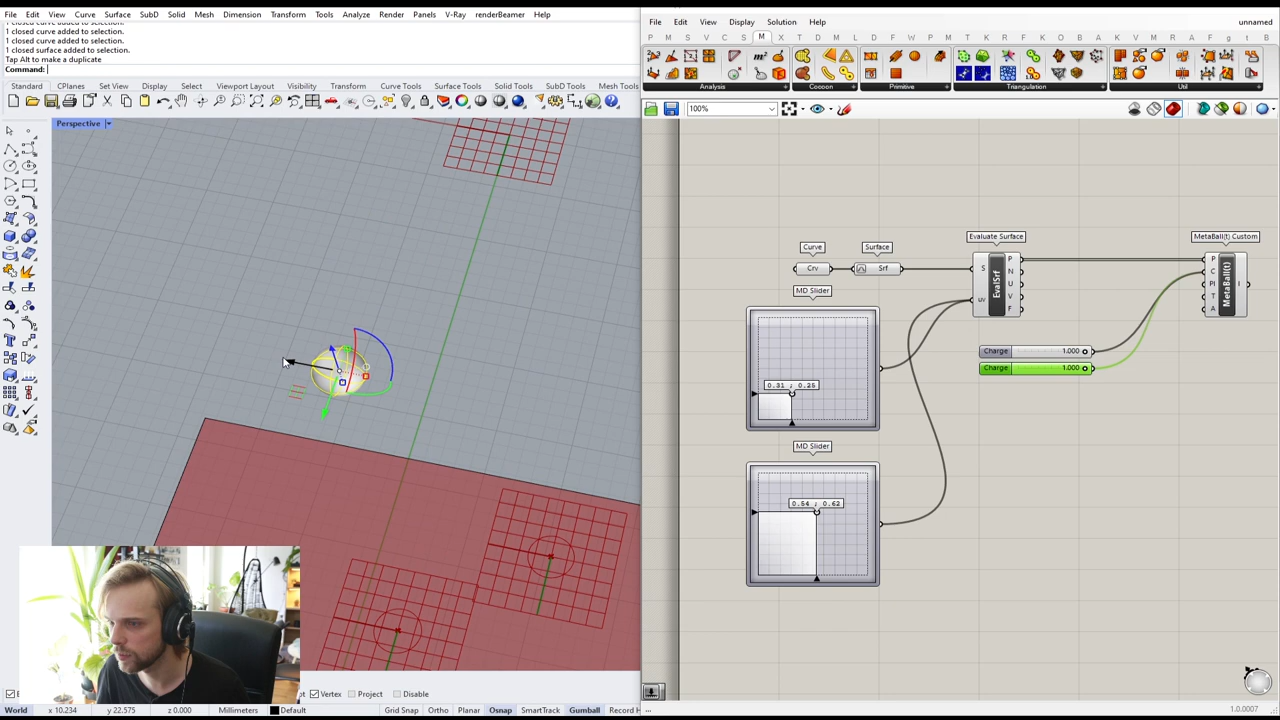 File Edit View Curve Surface SubD Solid Mesh Dimension Transform Tools Analyze Render Panels V-Ray renderBeamer Help
1 closed curve added to selection.
1 closed curve added to selection.
1 closed surface added to selection.
Tap Alt to make a duplicate
Command:
Standard CPlanes Set View Display Select Viewport Layout Visibility Transform Curve Tools Surface Tools Solid Tools SubD Tools Mesh Tools
Perspective
Vertex Project Disable
World x 10.234 y 22.575 z 0.000 Millimeters Default Grid Snap Ortho Planar Osnap SmartTrack Gumball Record H
File Edit View Display Solution Help unnamed
P M S V C S S M X T D V L D K K H B C E A M P F g t B
Analysis Cocoon Primitive Triangulation Util
100%
Evaluate Surface MetaBall(t) Custom
Curve Surface
Crv Srf
S EvalSrf P N U V F
uv
P C Pl T A MetaBall(t) I
MD Slider
0.31 ; 0.25
Charge 1.000
Charge 1.000
MD Slider
0.54 ; 0.62
... 1.0.0007